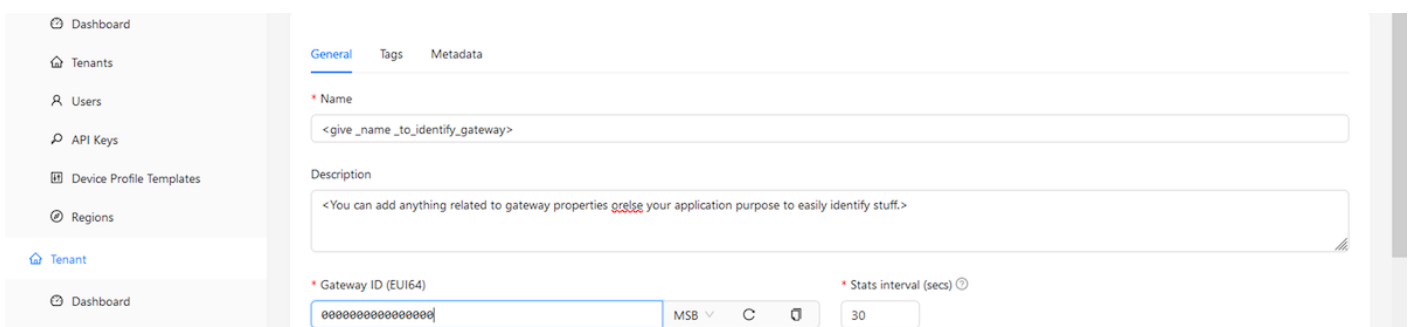 Dashboard
Tenants
Users
API Keys
Device Profile Templates
Regions
Tenant
Dashboard
General Tags Metadata
* Name
<give _name _to_identify_gateway>
Description
<You can add anything related to gateway properties orelse your application purpose to easily identify stuff.>
* Gateway ID (EUI64) * Stats interval (secs)
0000000000000000 MSB 30